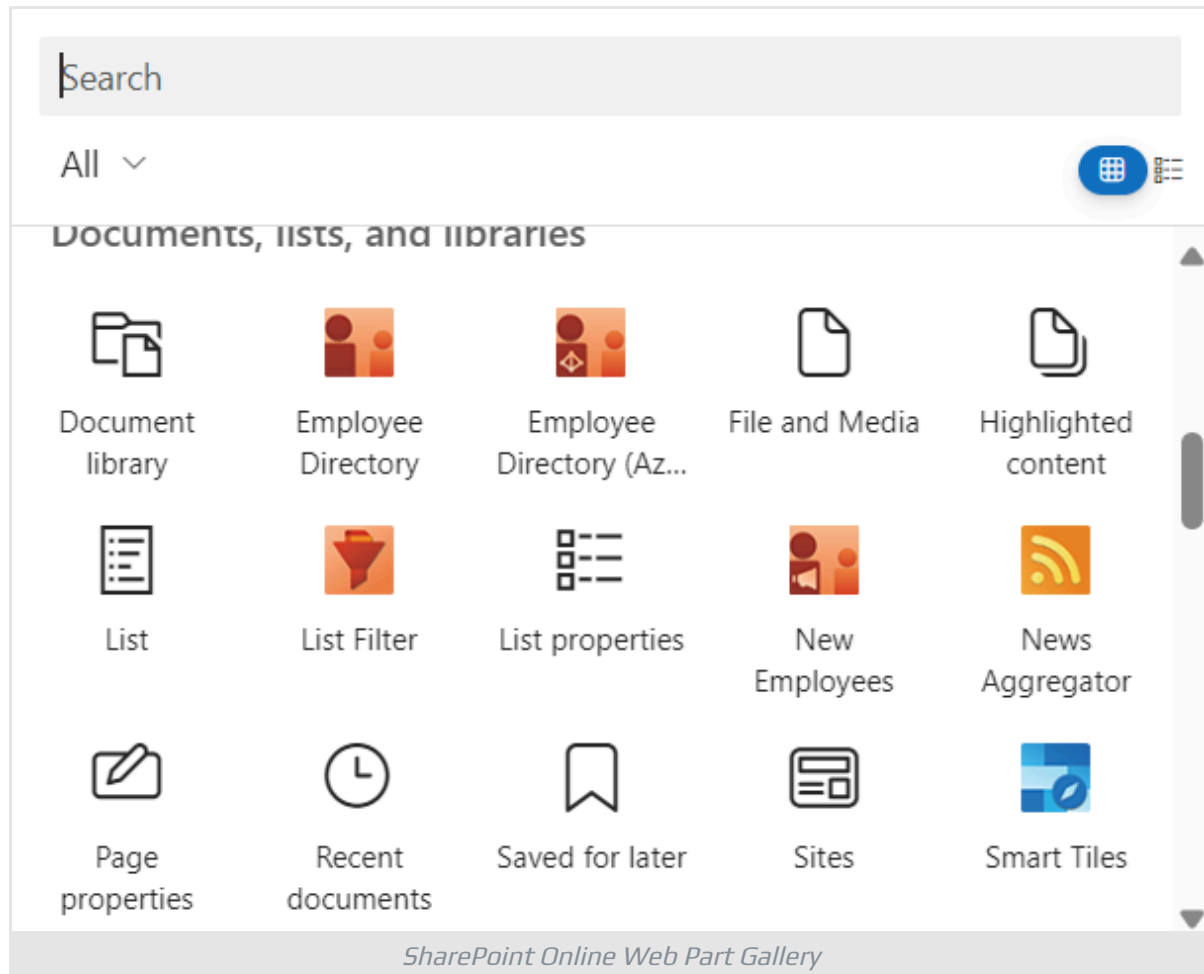 Search
All
Documents, lists, and libraries
Document library
Employee Directory
Employee Directory (Az...
File and Media
Highlighted content
List
List Filter
List properties
New Employees
News Aggregator
Page properties
Recent documents
Saved for later
Sites
Smart Tiles
SharePoint Online Web Part Gallery